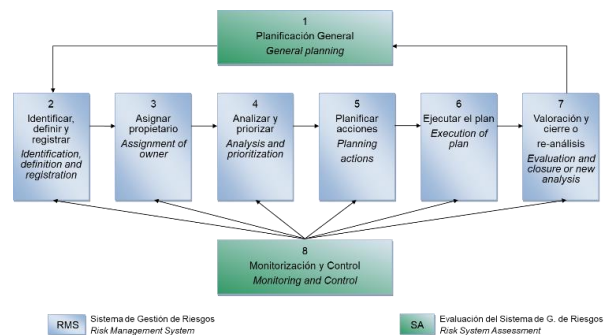 1
Planificación General
General planning
2
Identificar,
definir y
registrar
Identification,
definition and
registration
3
Asignar
propietario
Assignment of
owner
4
Analizar y
priorizar
Analysis and
prioritization
5
Planificar
acciones
Planning
actions
6
Ejecutar el plan
Execution of
plan
7
Valoración y
cierre o
re-análisis
Evaluation and
closure or new
analysis
8
Monitorización y Control
Monitoring and Control
RMS
Sistema de Gestión de Riesgos
Risk Management System
SA
Evaluación del Sistema de G. de Riesgos
Risk System Assessment